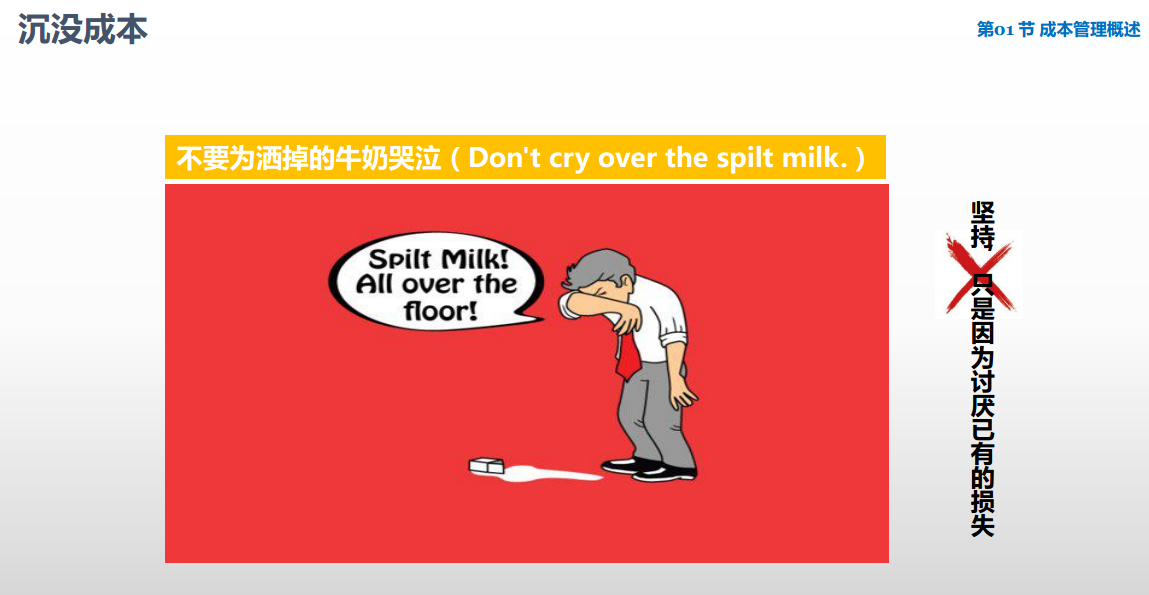 沉没成本
第01节 成本管理概述
不要为洒掉的牛奶哭泣（Don't cry over the spilt milk.）
Spilt Milk!
All over the
floor!
坚持，只是因为讨厌已有的损失